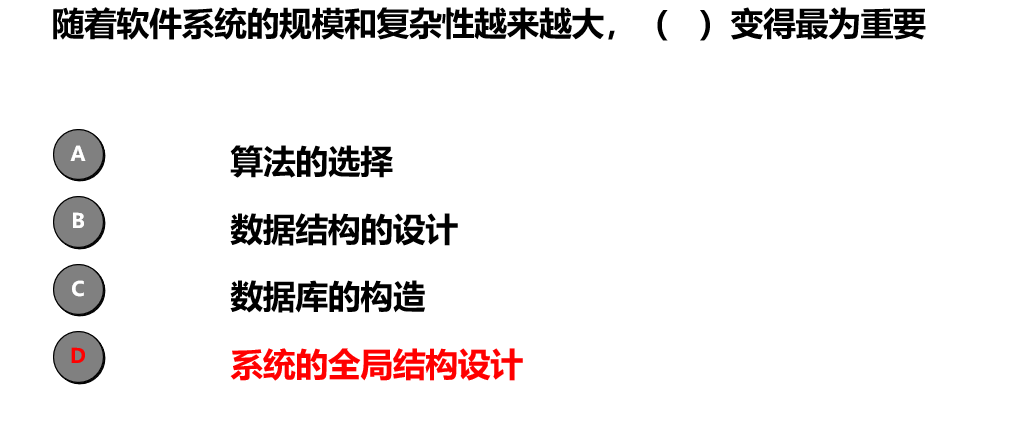 随着软件系统的规模和复杂性越来越大，（ ）变得最为重要
A 算法的选择
B 数据结构的设计
C 数据库的构造
D 系统的全局结构设计